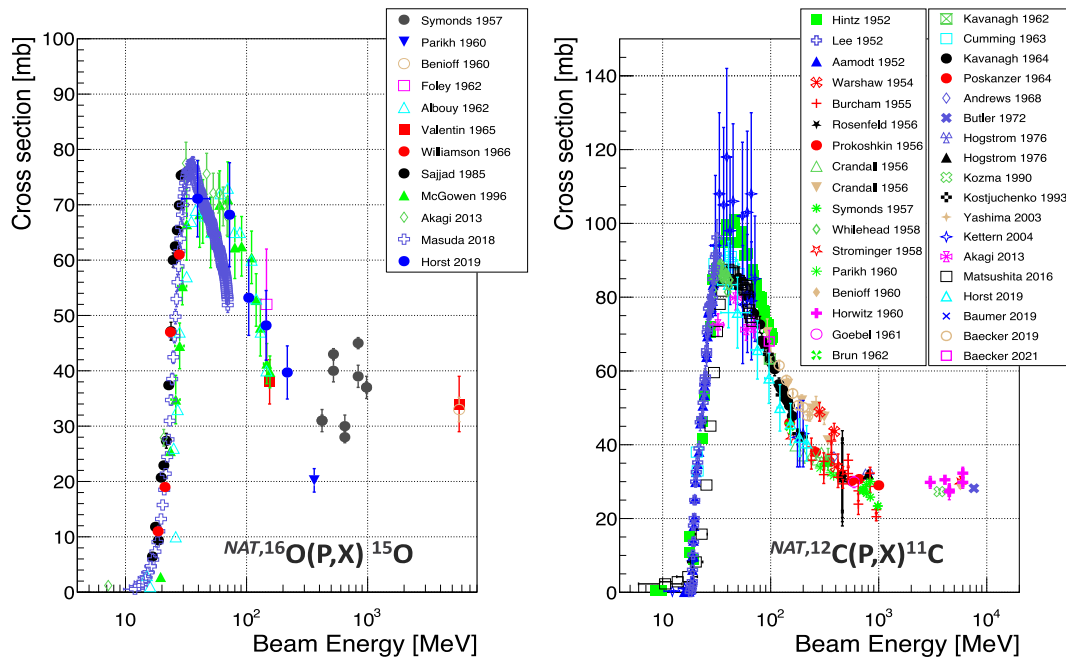 Cross section [mb]
100
90
80
70
60
50
40
30
20
10
0
10
10²
10³
Beam Energy [MeV]
NAT,16O(P,X) 15O
Symonds 1957
Parikh 1960
Benioff 1960
Foley 1962
Albouy 1962
Valentin 1965
Williamson 1966
Sajjad 1985
McGowen 1996
Akagi 2013
Masuda 2018
Horst 2019
Cross section [mb]
140
120
100
80
60
40
20
0
10
10²
10³
10⁴
Beam Energy [MeV]
NAT,12C(P,X)11C
Hintz 1952
Lee 1952
Aamodt 1952
Warshaw 1954
Burcham 1955
Rosenfeld 1956
Prokoshkin 1956
Crandall 1956
Crandall 1956
Symonds 1957
Whilehead 1958
Strominger 1958
Parikh 1960
Benioff 1960
Horwitz 1960
Goebel 1961
Brun 1962
Kavanagh 1962
Cumming 1963
Kavanagh 1964
Poskanzer 1964
Andrews 1968
Butler 1972
Hogstrom 1976
Hogstrom 1976
Kozma 1990
Kostjuchenko 1993
Yashima 2003
Kettern 2004
Akagi 2013
Matsushita 2016
Horst 2019
Baumer 2019
Baecker 2019
Baecker 2021